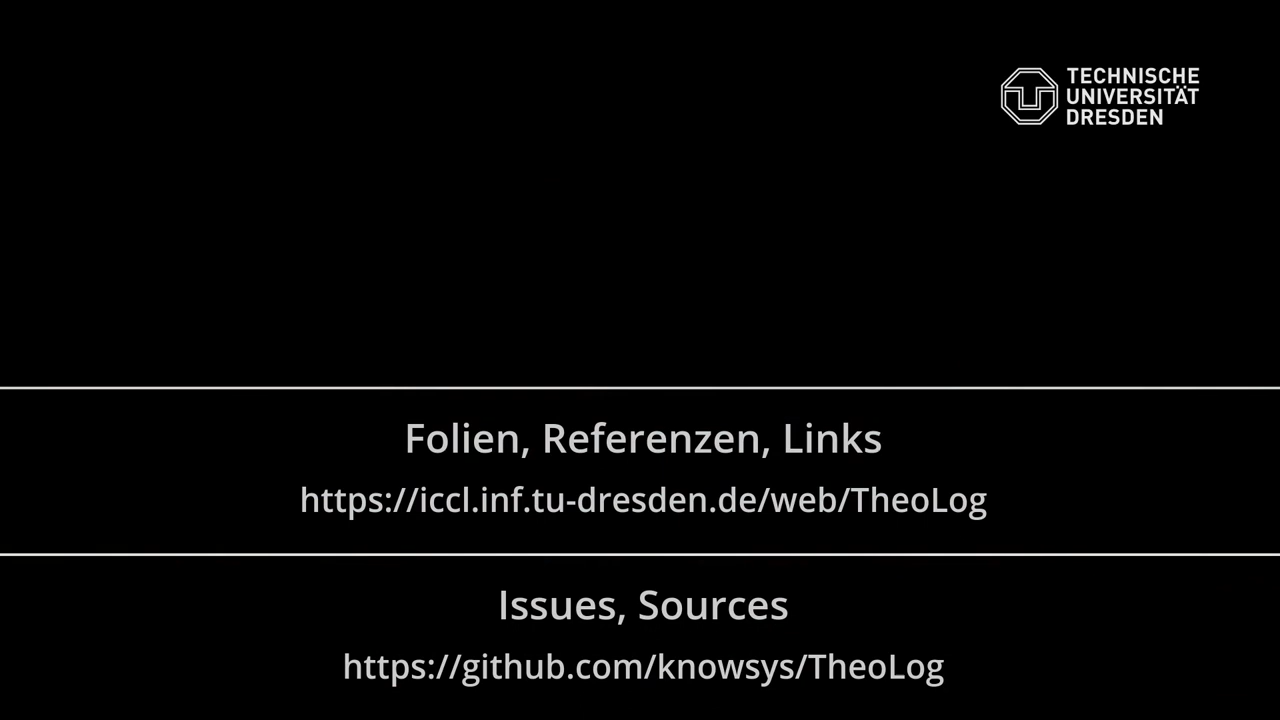 TECHNISCHE
UNIVERSITÄT
DRESDEN
Folien, Referenzen, Links
https://iccl.inf.tu-dresden.de/web/TheoLog
Issues, Sources
https://github.com/knowsys/TheoLog